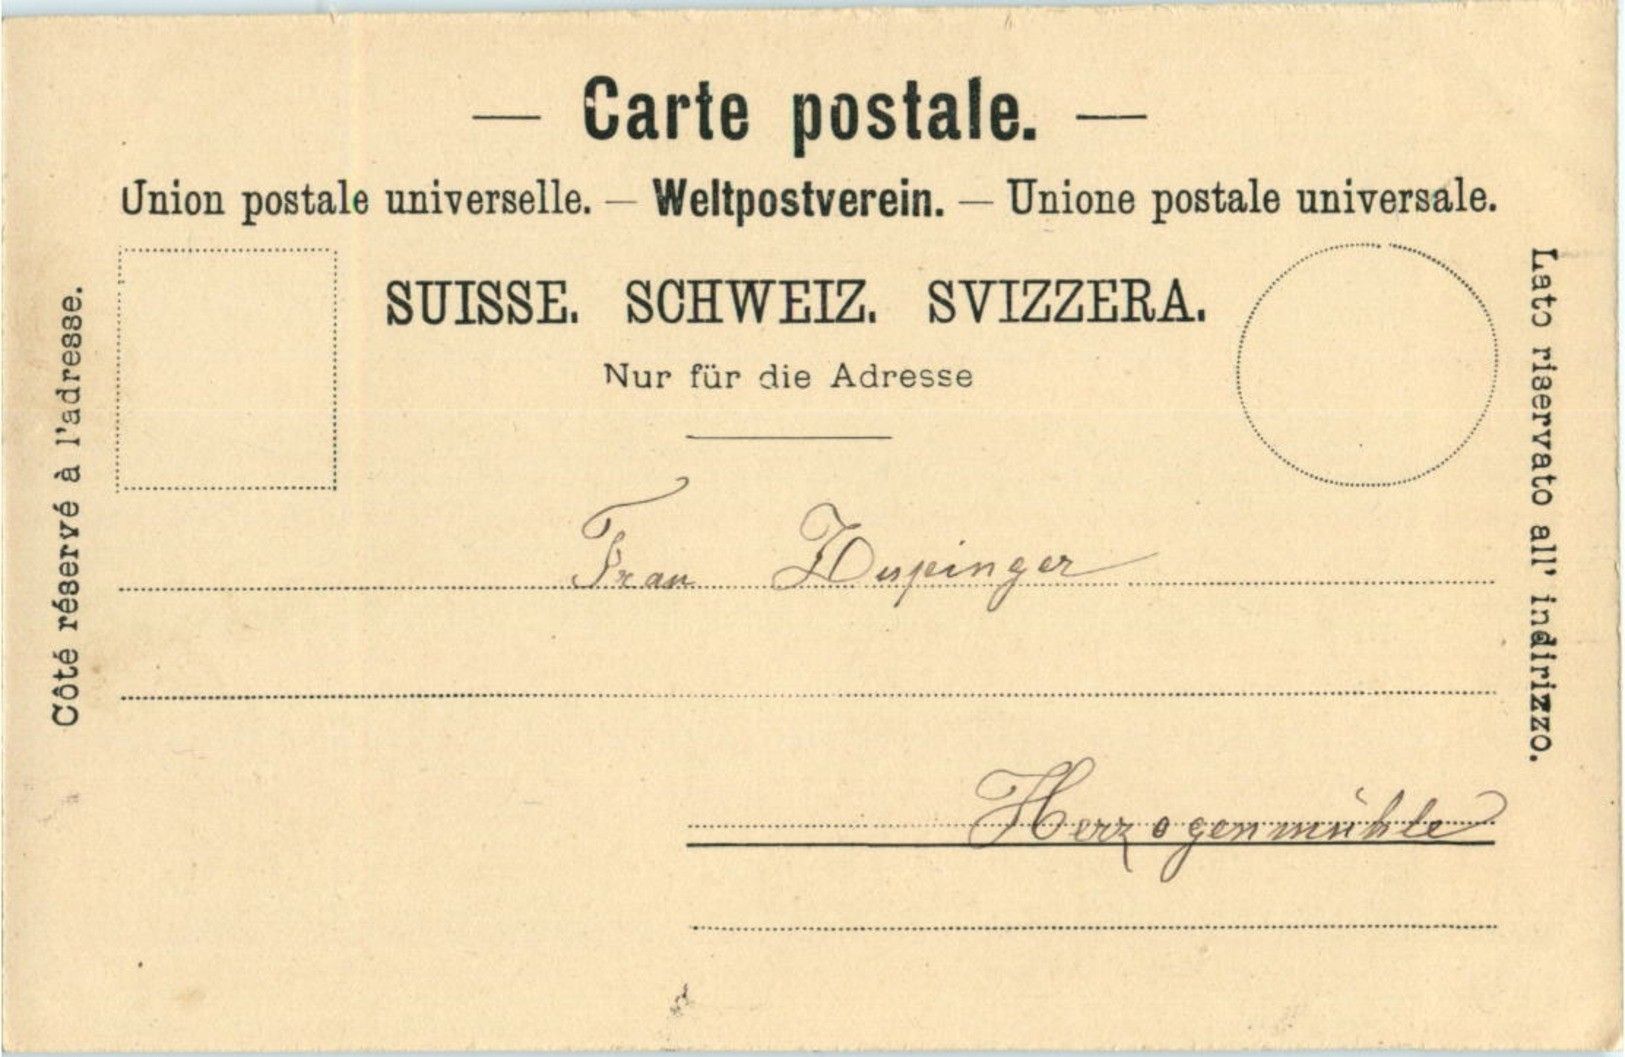 — Carte postale. —
Union postale universelle. — Weltpostverein. — Unione postale universale.
SUISSE. SCHWEIZ. SVIZZERA.
Nur für die Adresse
Côté réservé à l'adresse.
Lato riservato all' indirizzo.
Frau
Herzogenmühle